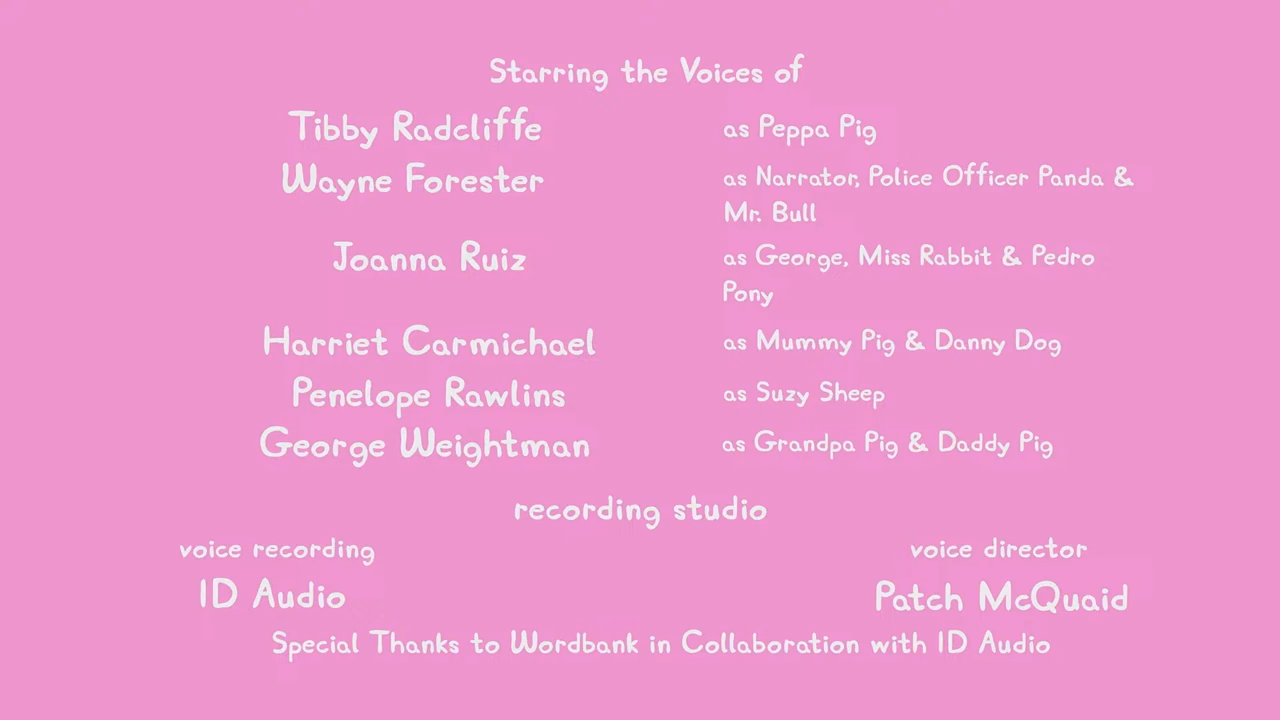 Starring the Voices of
Tibby Radcliffe as Peppa Pig
Wayne Forester as Narrator, Police Officer Panda &
Mr. Bull
Joanna Ruiz as George, Miss Rabbit & Pedro
Pony
Harriet Carmichael as Mummy Pig & Danny Dog
Penelope Rawlins as Suzy Sheep
George Weightman as Grandpa Pig & Daddy Pig
recording studio
voice recording voice director
ID Audio Patch McQuaid
Special Thanks to Wordbank in Collaboration with ID Audio